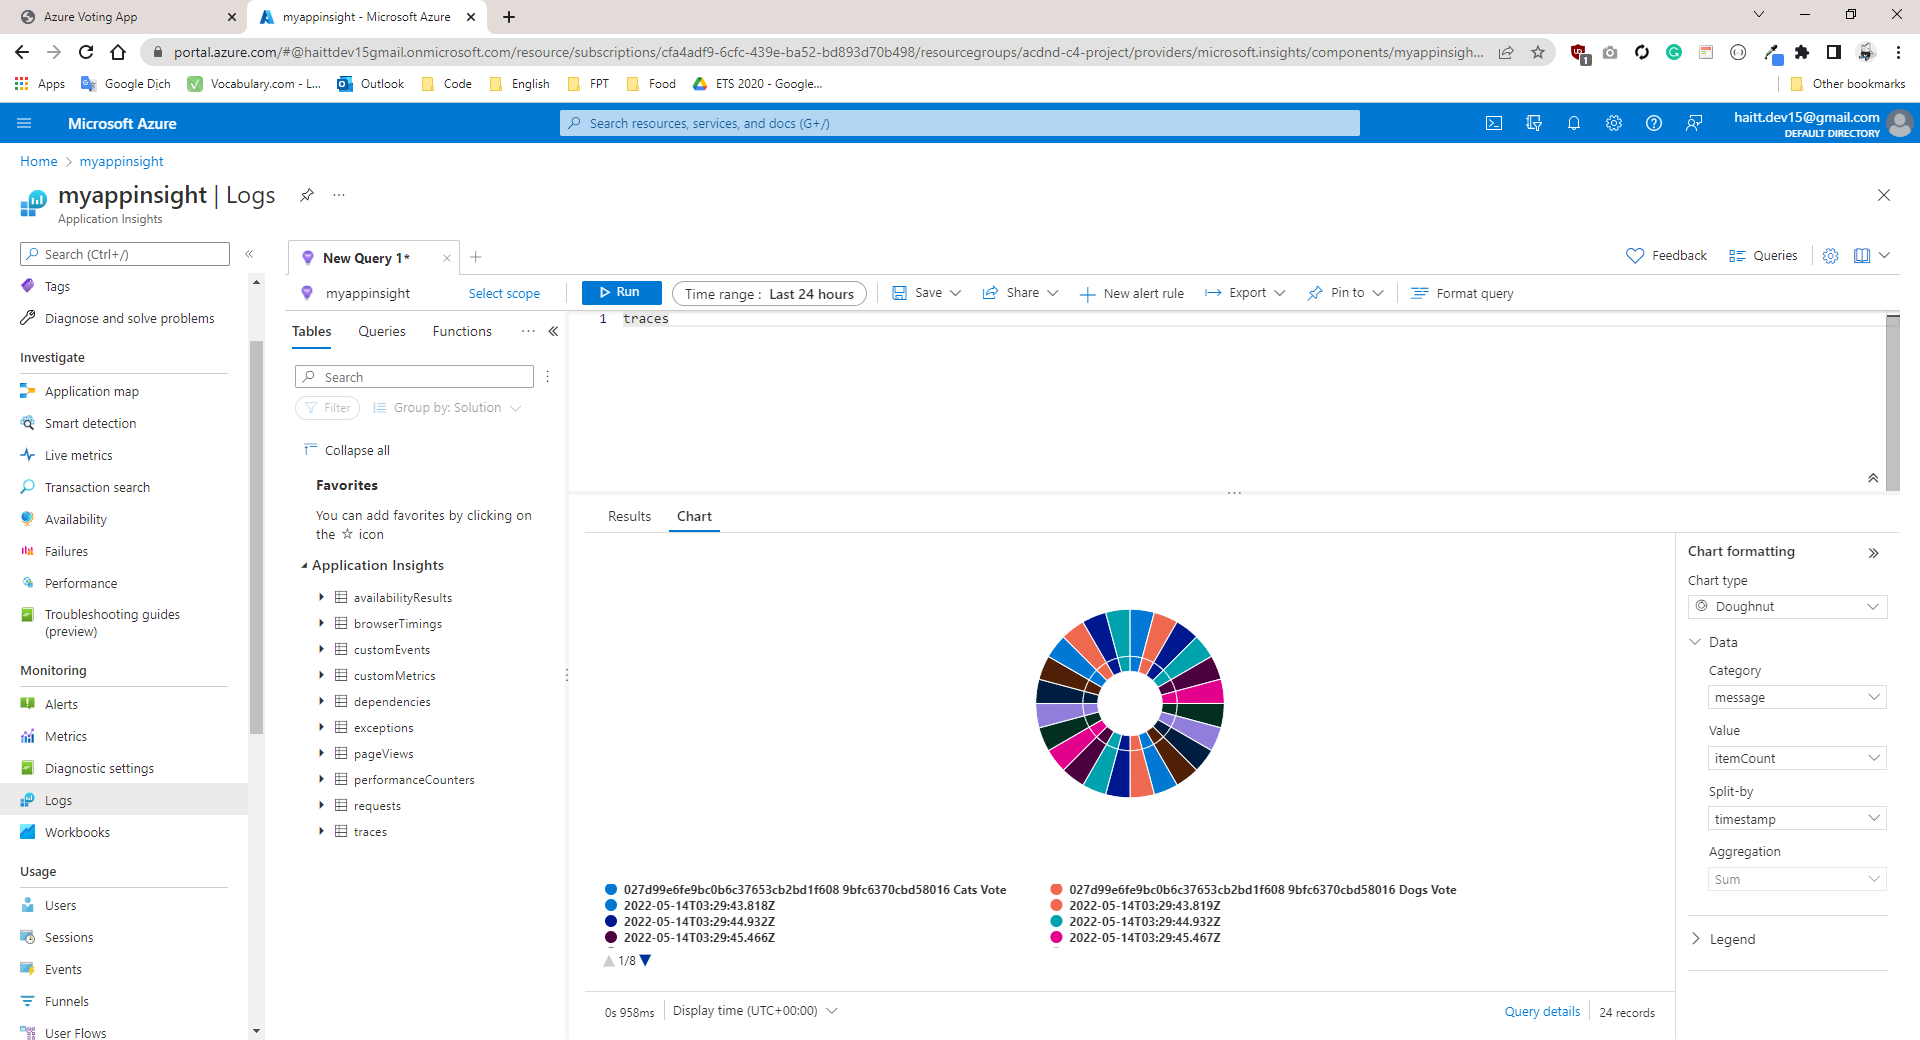 Azure Voting App
myappinsight - Microsoft Azure
portal.azure.com/#@haittdev15gmail.onmicrosoft.com/resource/subscriptions/cfa4adf9-6cfc-439e-ba52-bd893d70b498/resourcegroups/acdnd-c4-project/providers/microsoft.insights/components/myappinsigh...
1
Apps
Google Dịch
Vocabulary.com - L...
Outlook
Code
English
FPT
Food
ETS 2020 - Google...
Other bookmarks
Microsoft Azure
Search resources, services, and docs (G+/)
haitt.dev15@gmail.com
DEFAULT DIRECTORY
Home > myappinsight
myappinsight | Logs
Application Insights
Search (Ctrl+/)
Tags
Diagnose and solve problems
Investigate
Application map
Smart detection
Live metrics
Transaction search
Availability
Failures
Performance
Troubleshooting guides
(preview)
Monitoring
Alerts
Metrics
Diagnostic settings
Logs
Workbooks
Usage
Users
Sessions
Events
Funnels
User Flows
New Query 1*
Feedback
Queries
myappinsight
Select scope
Run
Time range : Last 24 hours
Save
Share
New alert rule
Export
Pin to
Format query
Tables
Queries
Functions
Search
Filter
Group by: Solution
Collapse all
Favorites
You can add favorites by clicking on
the ☆ icon
Application Insights
availabilityResults
browserTimings
customEvents
customMetrics
dependencies
exceptions
pageViews
performanceCounters
requests
traces
1 traces
Results
Chart
027d99e6fe9bc0b6c37653cb2bd1f608 9bfc6370cbd58016 Cats Vote
027d99e6fe9bc0b6c37653cb2bd1f608 9bfc6370cbd58016 Dogs Vote
2022-05-14T03:29:43.818Z
2022-05-14T03:29:43.819Z
2022-05-14T03:29:44.932Z
2022-05-14T03:29:44.932Z
2022-05-14T03:29:45.466Z
2022-05-14T03:29:45.467Z
1/8
0s 958ms
Display time (UTC+00:00)
Query details
24 records
Chart formatting
Chart type
Doughnut
Data
Category
message
Value
itemCount
Split-by
timestamp
Aggregation
Sum
Legend